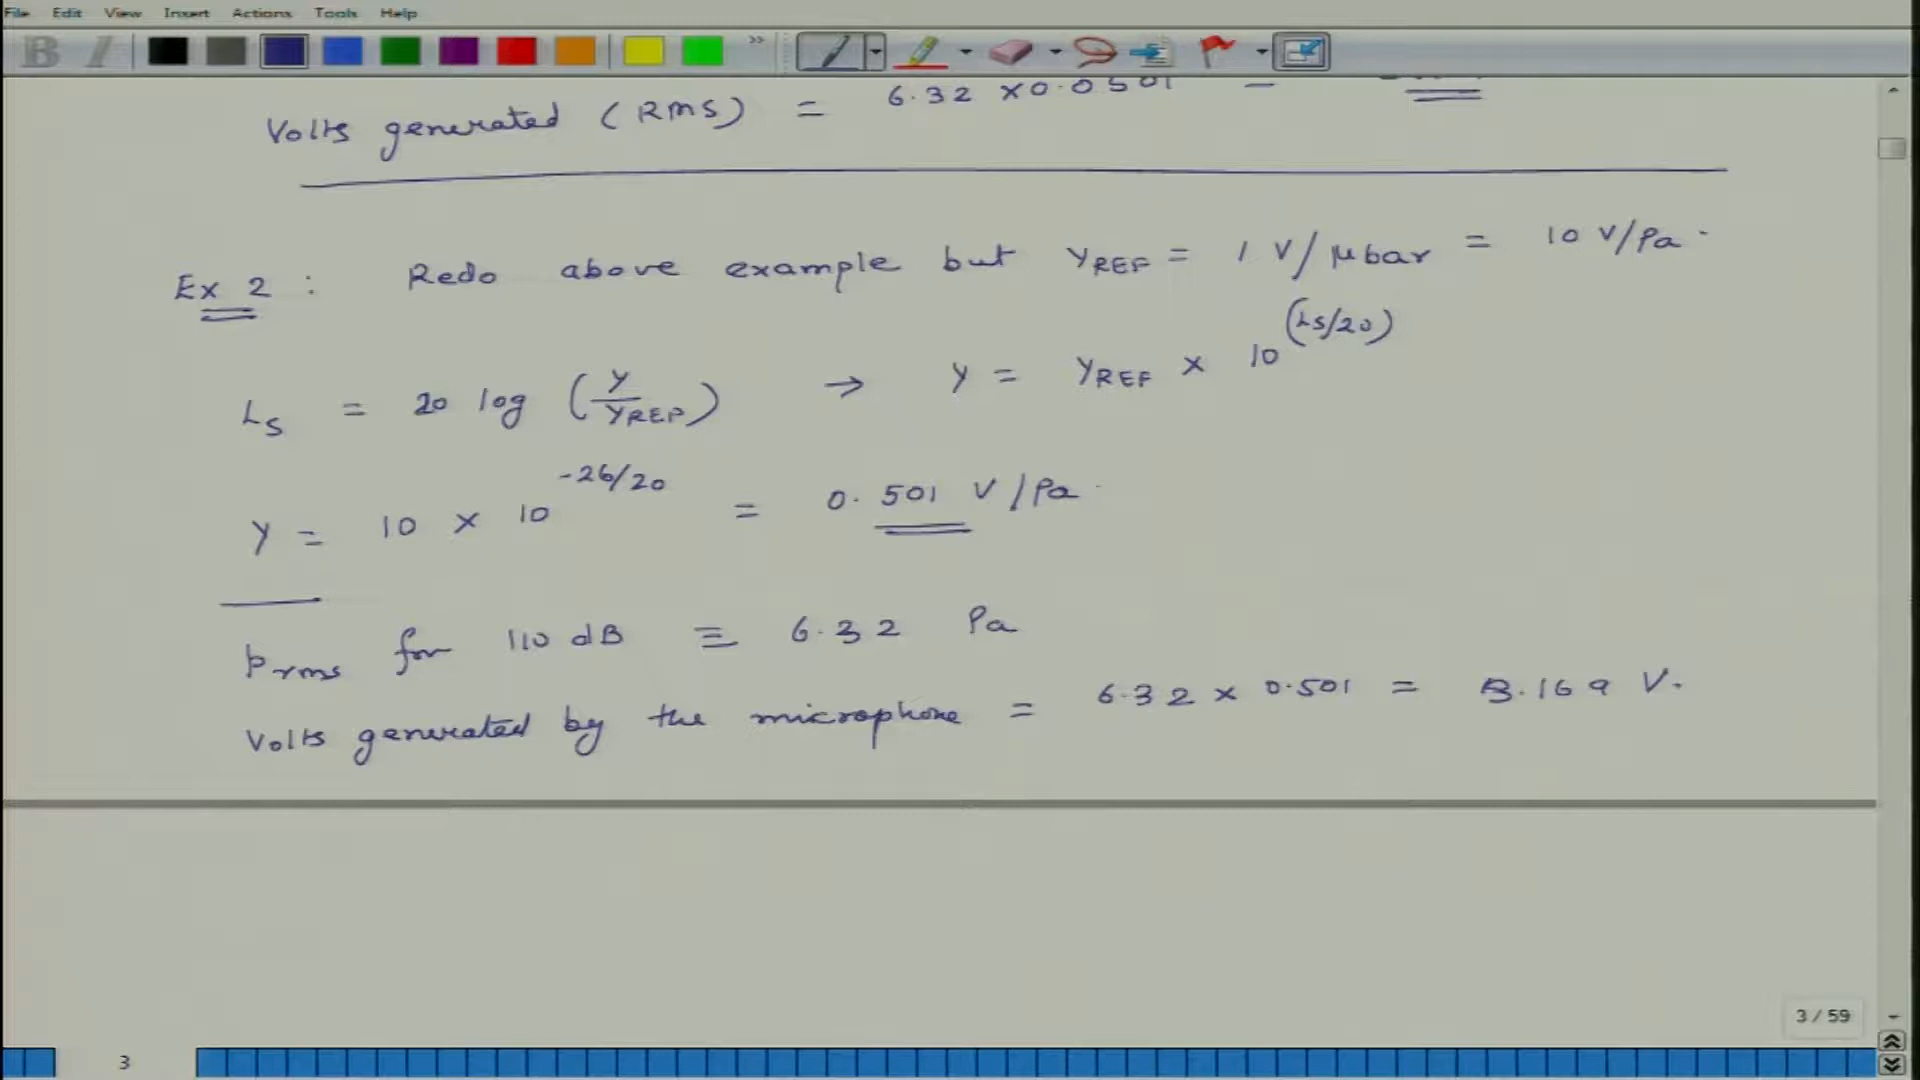 File Edit View Insert Actions Tools Help
B I
Volts generated (RMS) = 6.32 x 0.0501 =
Ex 2 : Redo above example but YREF = 1 V/μbar = 10 V/Pa.
LS = 20 log (Y/YREF) → Y = YREF × 10^(LS/20)
Y = 10 × 10^-26/20 = 0.501 V/Pa.
Prms for 110 dB ≡ 6.32 Pa
Volts generated by the microphone = 6.32 × 0.501 = 3.169 V.
3 / 59
3